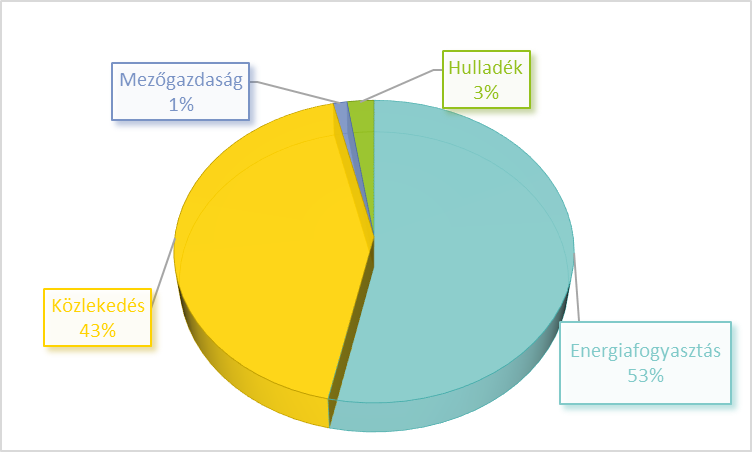 Mezőgazdaság
1%
Hulladék
3%
Közlekedés
43%
Energiafogyasztás
53%